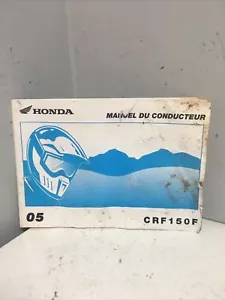 HONDA
MANUEL DU CONDUCTEUR
05
CRF150F